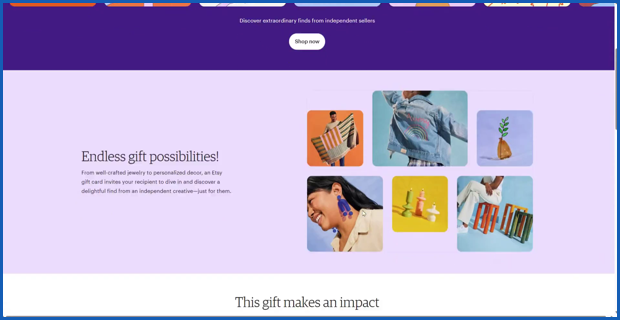 Discover extraordinary finds from independent sellers
Shop now
Endless gift possibilities!
From well-crafted jewelry to personalized decor, an Etsy
gift card invites your recipient to dive in and discover a
delightful find from an independent creative—just for them.
This gift makes an impact